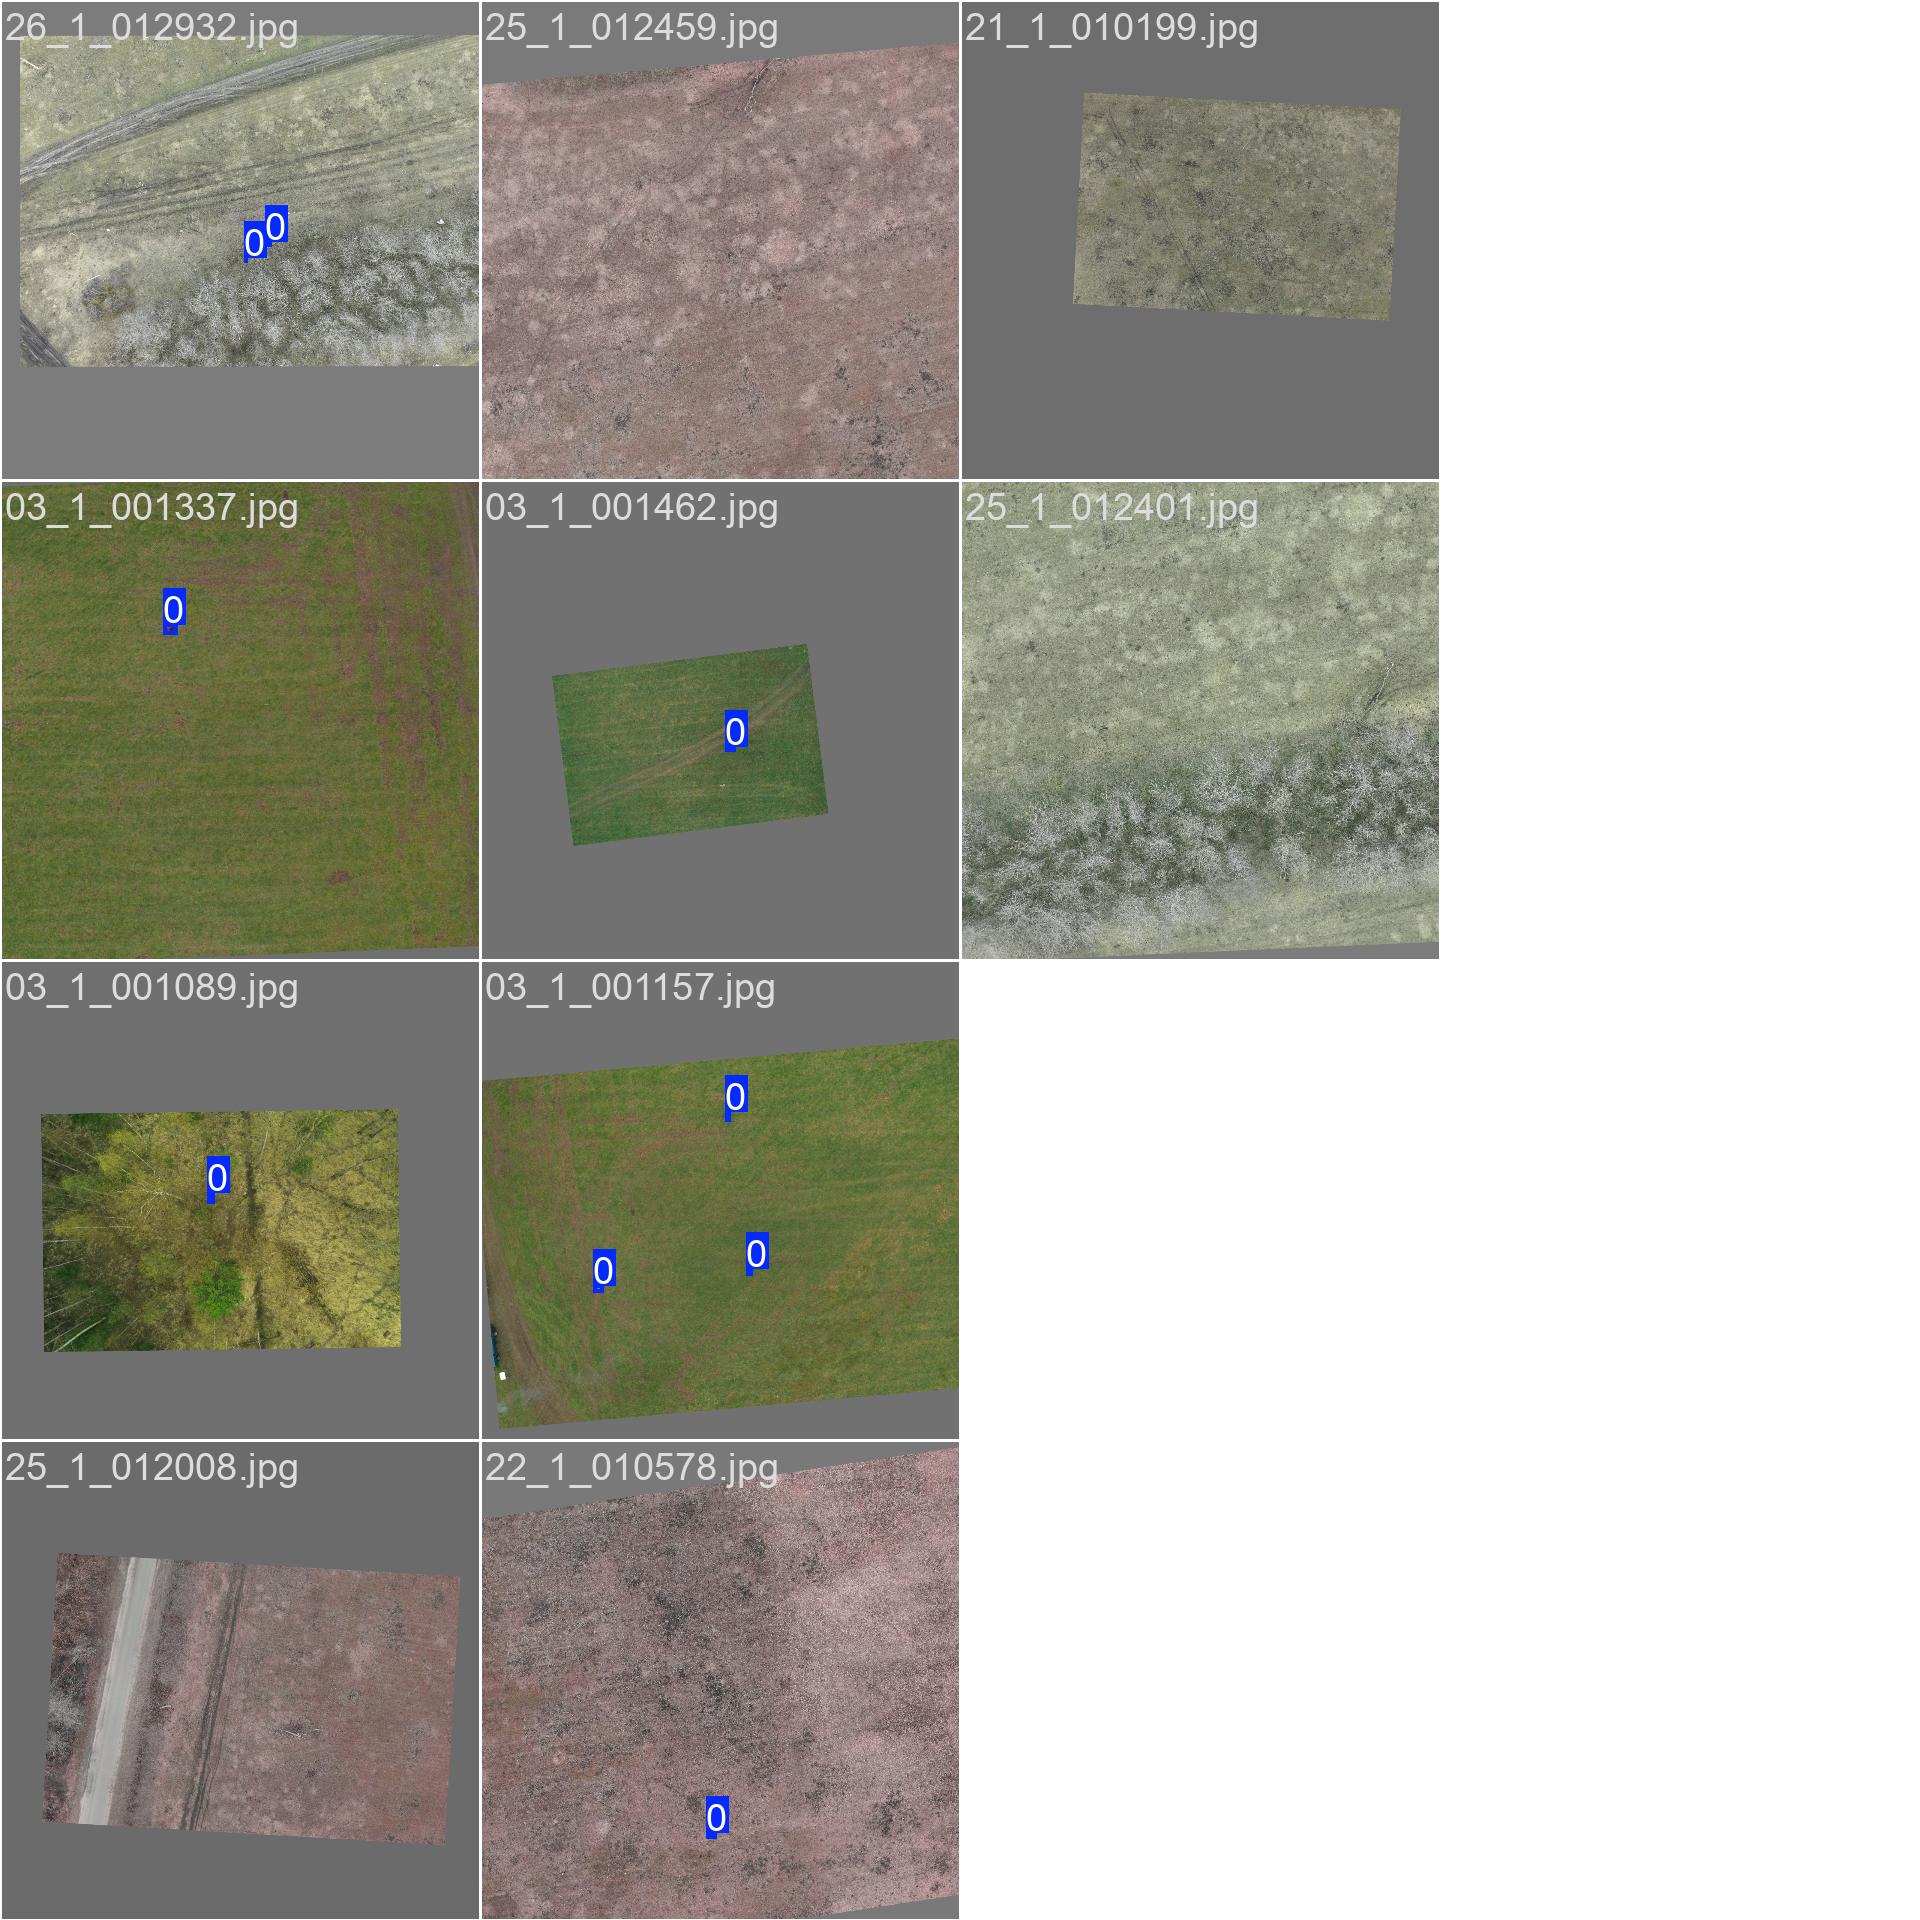 26_1_012932.jpg
25_1_012459.jpg
21_1_010199.jpg
0
0
03_1_001337.jpg
03_1_001462.jpg
25_1_012401.jpg
0
0
03_1_001089.jpg
03_1_001157.jpg
0
0
0
0
25_1_012008.jpg
22_1_010578.jpg
0